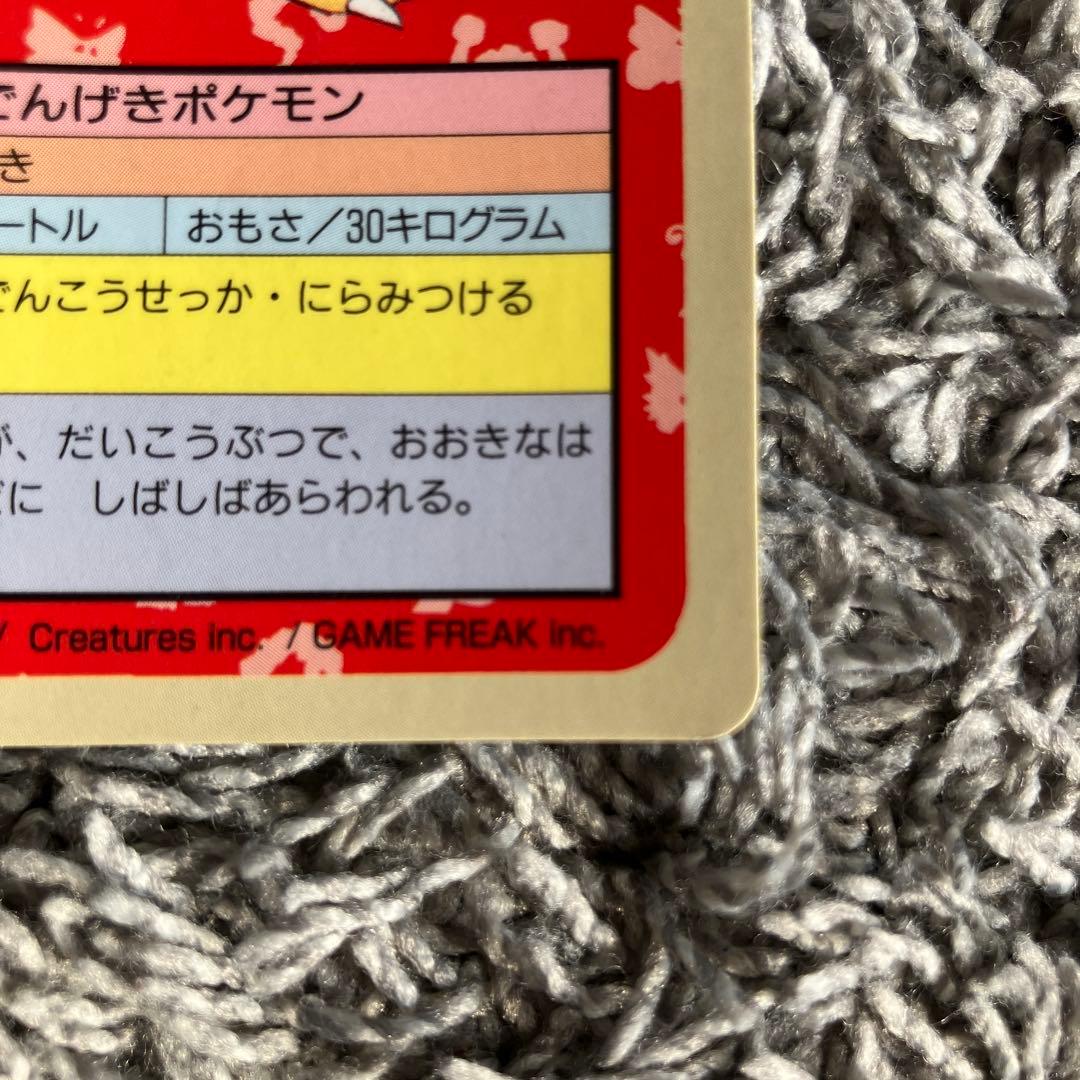 でんげきポケモン
き
ートル おもさ／30キログラム
でんこうせっか・にらみつける
が、だいこうぶつで、おおきなは
どに　しばしばあらわれる。
/ Creatures inc. / GAME FREAK inc.